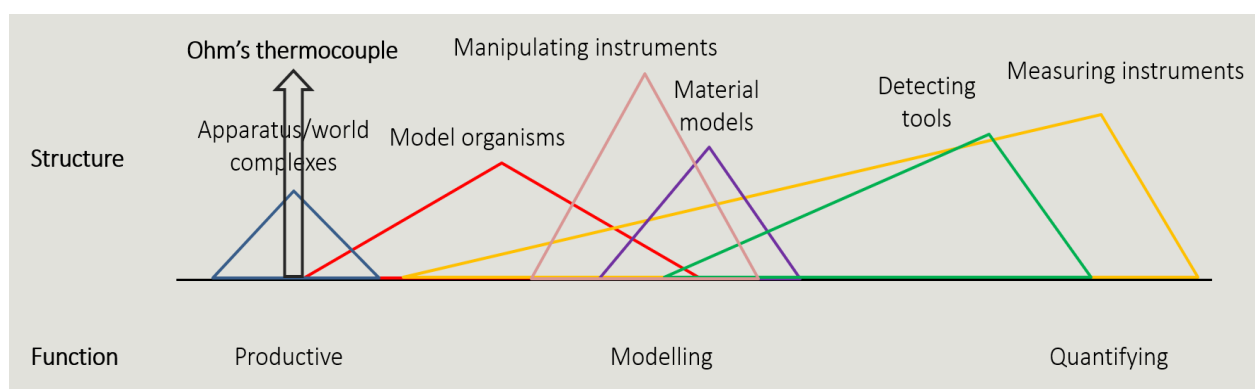 Ohm's thermocouple
Manipulating instruments
Measuring instruments
Material
models
Detecting
tools
Apparatus/world
complexes
Model organisms
Structure
Function
Productive
Modelling
Quantifying